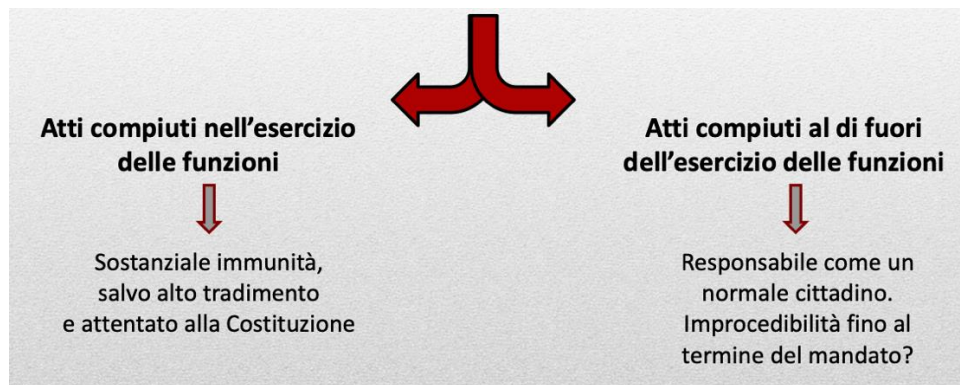 Atti compiuti nell’esercizio
delle funzioni
Sostanziale immunità,
salvo alto tradimento
e attentato alla Costituzione
Atti compiuti al di fuori
dell’esercizio delle funzioni
Responsabile come un
normale cittadino.
Improcedibilità fino al
termine del mandato?